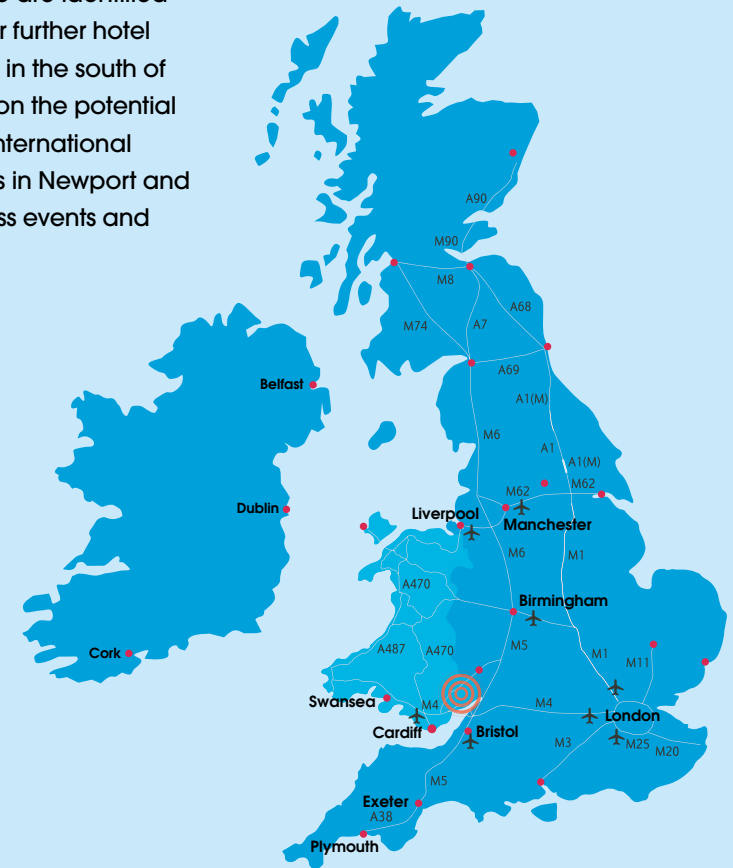 are identified
r further hotel
in the south of
on the potential
nternational
s in Newport and
ss events and
A90
M90
M8
A68
M74
A7
A69
Belfast
A1(M)
M6
A1
A1(M)
M62
M62
Dublin
Liverpool
Manchester
M6
M1
A470
Birmingham
Cork
A487
A470
M5
M1
M11
Swansea
M4
M4
London
Cardiff
Bristol
M3
M25
M20
M5
Exeter
A38
Plymouth